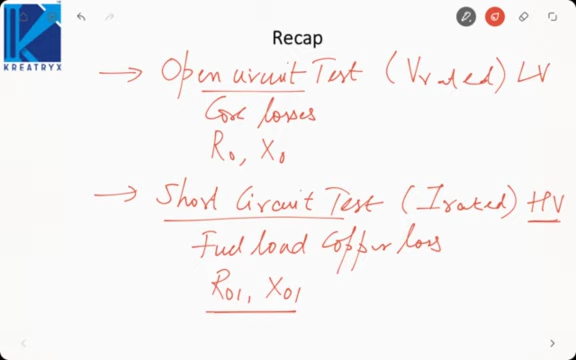 Recap
KREATRYX
→ Open Circuit Test (Vrated) LV
Core losses
R0, X0
→ Short Circuit Test (Irated) HV
Full load Copper loss
R01, X01